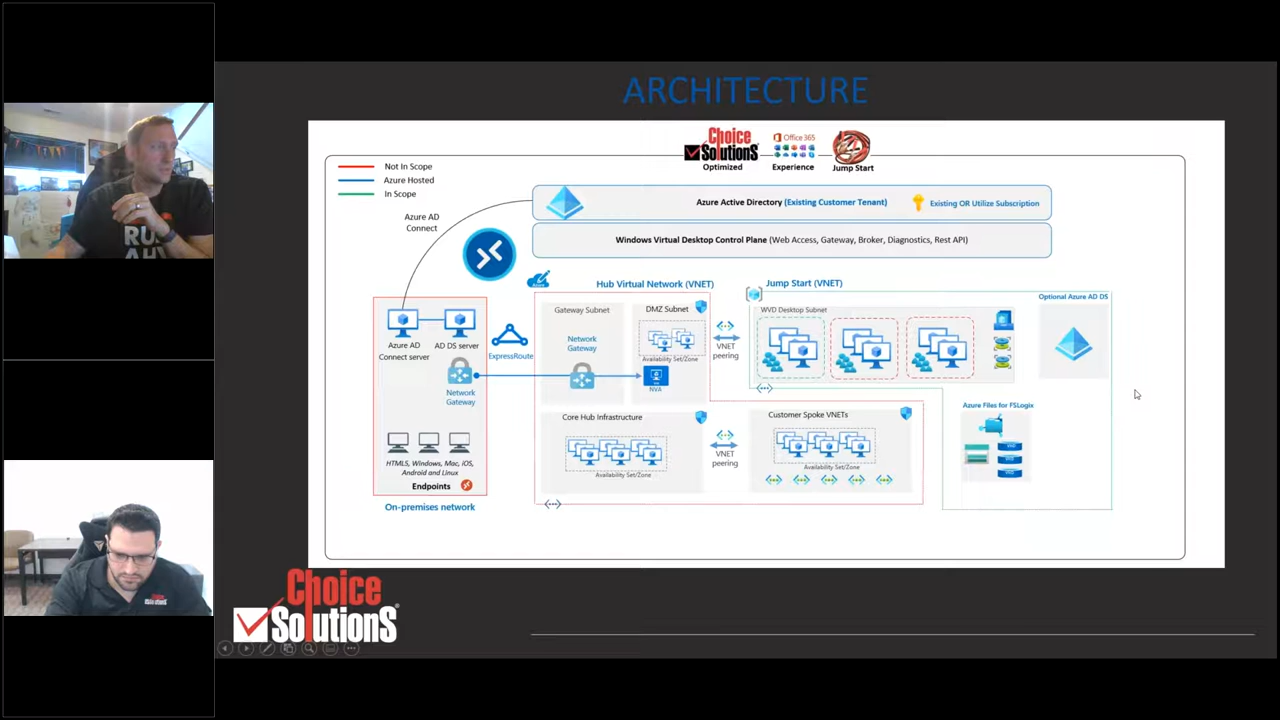 ARCHITECTURE
Choice
Solutions
Optimized
Office 365
Experience
Jump Start
Not In Scope
Azure Hosted
In Scope
Azure AD
Connect
Azure Active Directory (Existing Customer Tenant)
Existing OR Utilize Subscription
Windows Virtual Desktop Control Plane (Web Access, Gateway, Broker, Diagnostics, Rest API)
Hub Virtual Network (VNET)
Jump Start (VNET)
Optional Azure AD DS
Gateway Subnet
DMZ Subnet
WVD Desktop Subnet
Azure AD
Connect server
AD DS server
ExpressRoute
Network
Gateway
Availability Set/Zone
VNET
peering
NVA
Network
Gateway
Core Hub Infrastructure
Customer Spoke VNETs
Azure Files for FSLogix
Availability Set/Zone
VNET
peering
Availability Set/Zone
HTML5, Windows, Mac, iOS,
Android and Linux
Endpoints
On-premises network
Choice
Solutions